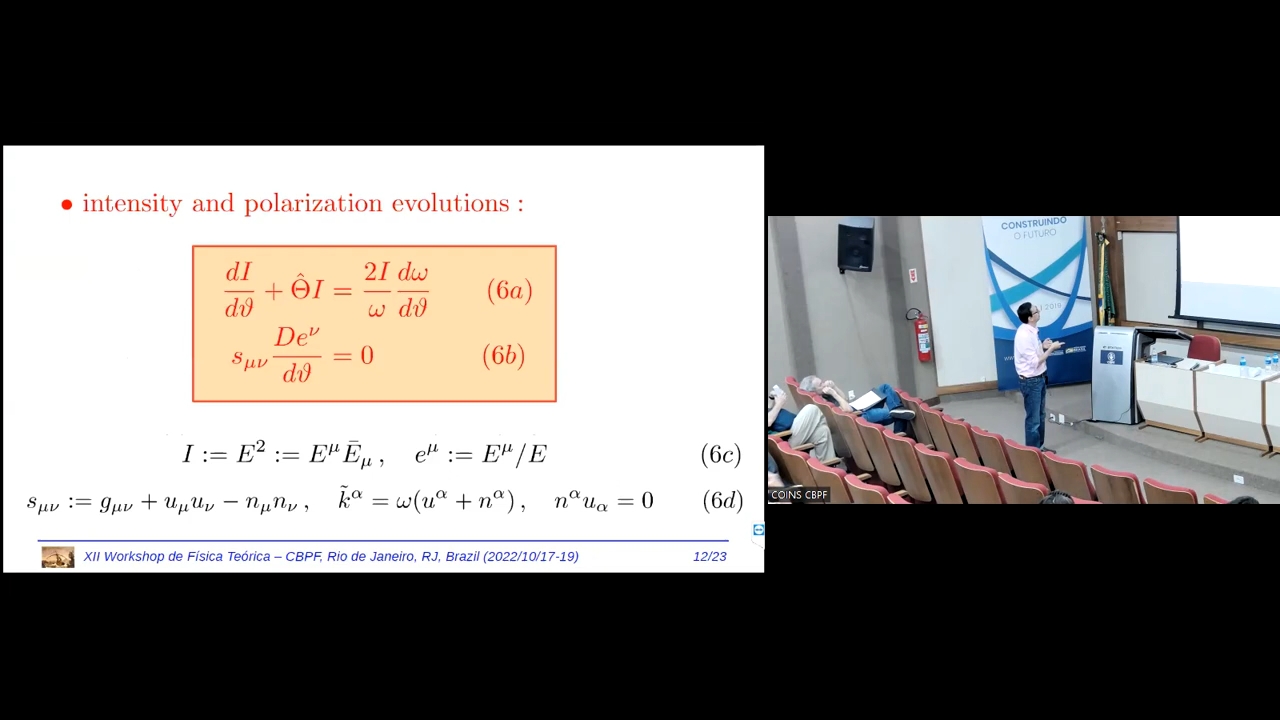 • intensity and polarization evolutions :
dI/dϑ + Θ̂I = 2I/ω dω/dϑ (6a)
s_μν De^ν/dϑ = 0 (6b)
I := E² := E^μ Ē_μ , e^μ := E^μ/E (6c)
s_μν := g_μν + u_μ u_ν − n_μ n_ν , k̃^α = ω(u^α + n^α) , n^α u_α = 0 (6d)
XII Workshop de Física Teórica – CBPF, Rio de Janeiro, RJ, Brazil (2022/10/17-19) 12/23
CONSTRUINDO
O FUTURO
COINS CBPF